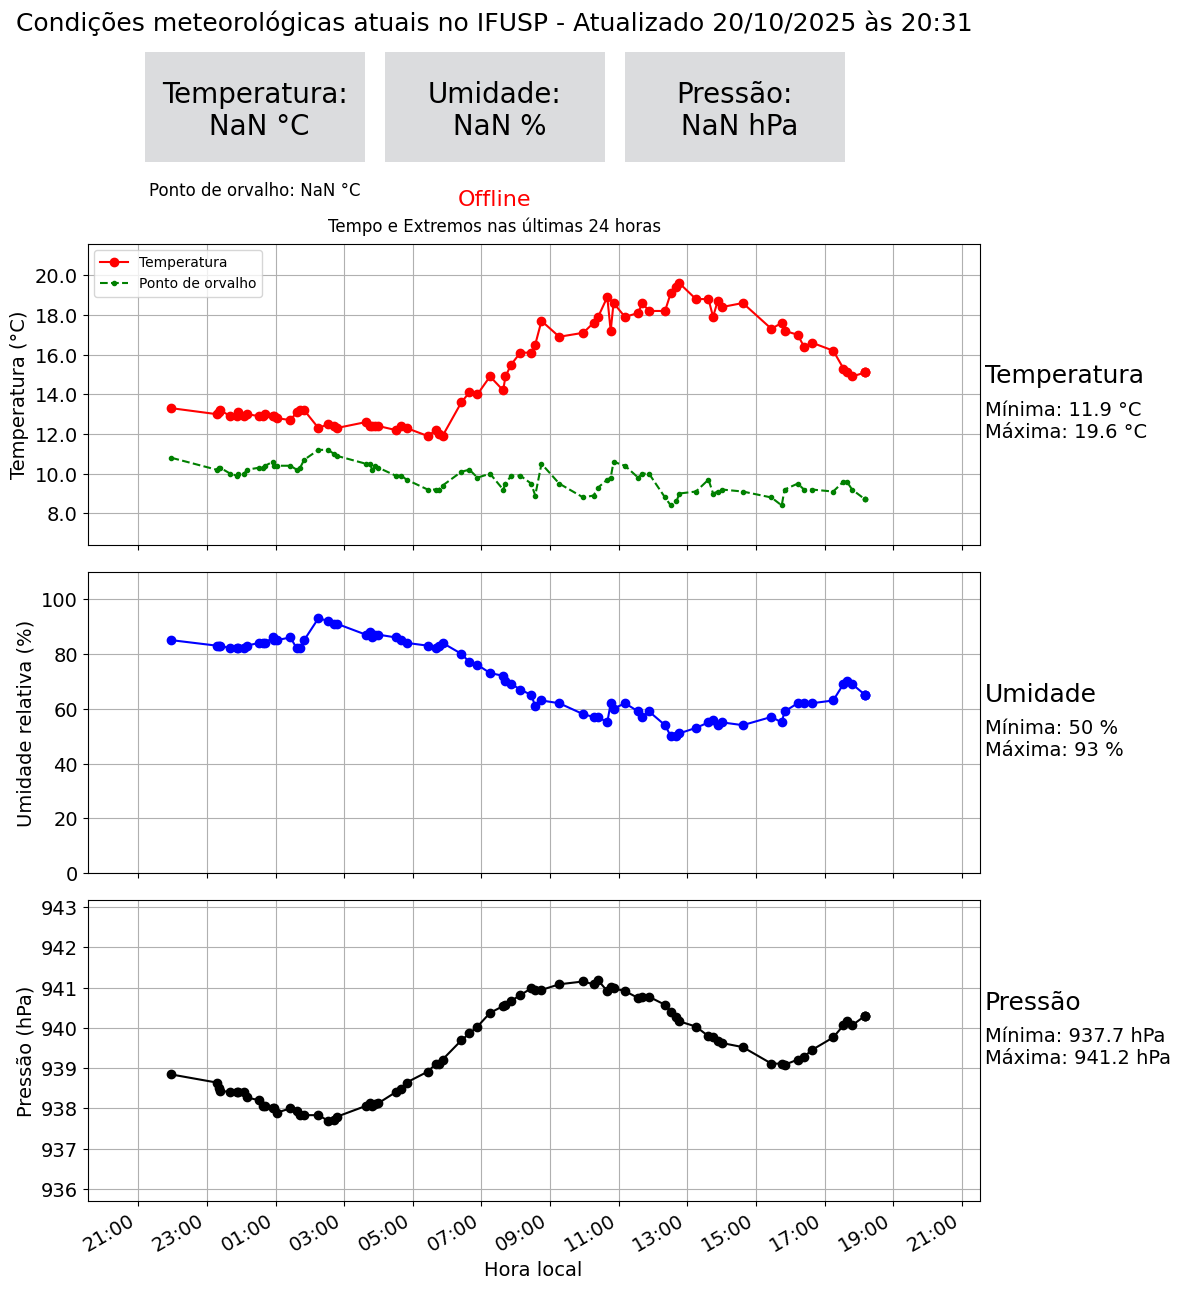 Condições meteorológicas atuais no IFUSP - Atualizado 20/10/2025 às 20:31
Temperatura:
NaN °C
Umidade:
NaN %
Pressão:
NaN hPa
Ponto de orvalho: NaN °C
Offline
Tempo e Extremos nas últimas 24 horas
Temperatura (°C)
20.0
18.0
16.0
14.0
12.0
10.0
8.0
Temperatura
Ponto de orvalho
Temperatura
Mínima: 11.9 °C
Máxima: 19.6 °C
Umidade relativa (%)
100
80
60
40
20
0
Umidade
Mínima: 50 %
Máxima: 93 %
Pressão (hPa)
943
942
941
940
939
938
937
936
Pressão
Mínima: 937.7 hPa
Máxima: 941.2 hPa
21:00
23:00
01:00
03:00
05:00
07:00
09:00
11:00
13:00
15:00
17:00
19:00
21:00
Hora local